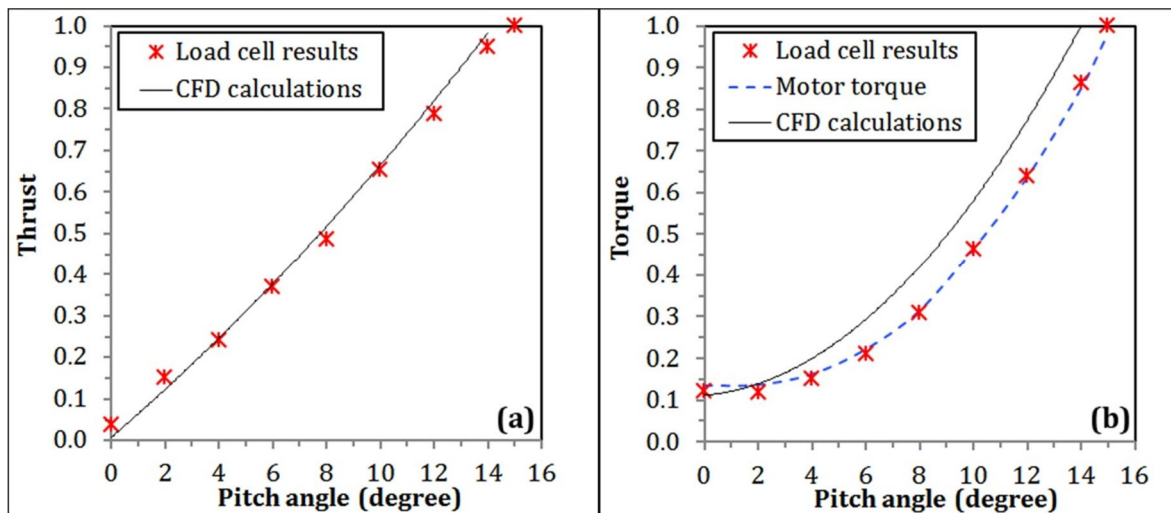 1.0
0.9
0.8
0.7
0.6
0.5
0.4
0.3
0.2
0.1
0.0
Thrust
Load cell results
CFD calculations
(a)
0 2 4 6 8 10 12 14 16
Pitch angle (degree)
1.0
0.9
0.8
0.7
0.6
0.5
0.4
0.3
0.2
0.1
0.0
Torque
Load cell results
Motor torque
CFD calculations
(b)
0 2 4 6 8 10 12 14 16
Pitch angle (degree)